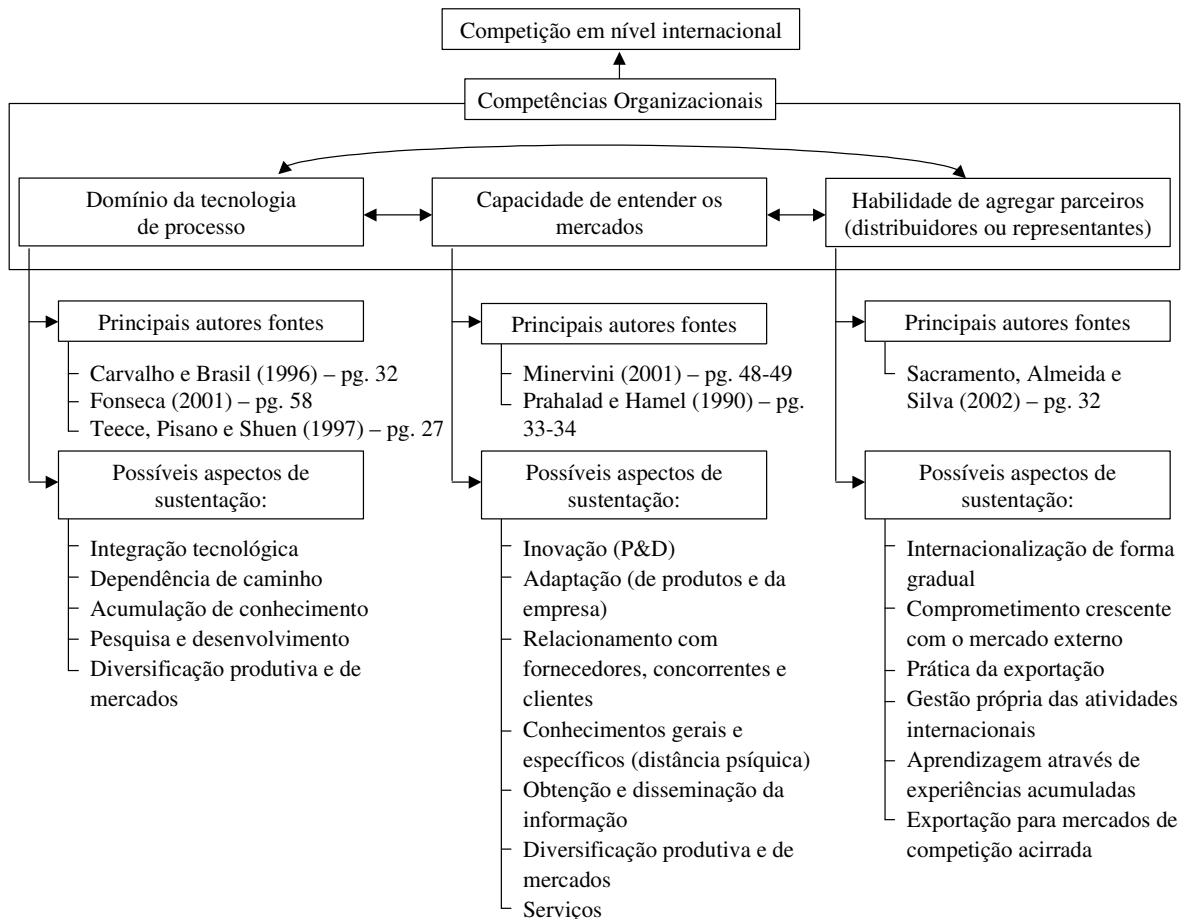 Competição em nível internacional
Competências Organizacionais
Domínio da tecnologia
de processo
Capacidade de entender os
mercados
Habilidade de agregar parceiros
(distribuidores ou representantes)
Principais autores fontes
Carvalho e Brasil (1996) – pg. 32
Fonseca (2001) – pg. 58
Teece, Pisano e Shuen (1997) – pg. 27
Possíveis aspectos de
sustentação:
Integração tecnológica
Dependência de caminho
Acumulação de conhecimento
Pesquisa e desenvolvimento
Diversificação produtiva e de
mercados
Principais autores fontes
Minervini (2001) – pg. 48-49
Prahalad e Hamel (1990) – pg.
33-34
Possíveis aspectos de
sustentação:
Inovação (P&D)
Adaptação (de produtos e da
empresa)
Relacionamento com
fornecedores, concorrentes e
clientes
Conhecimentos gerais e
específicos (distância psíquica)
Obtenção e disseminação da
informação
Diversificação produtiva e de
mercados
Serviços
Principais autores fontes
Sacramento, Almeida e
Silva (2002) – pg. 32
Possíveis aspectos de
sustentação:
Internacionalização de forma
gradual
Comprometimento crescente
com o mercado externo
Prática da exportação
Gestão própria das atividades
internacionais
Aprendizagem através de
experiências acumuladas
Exportação para mercados de
competição acirrada